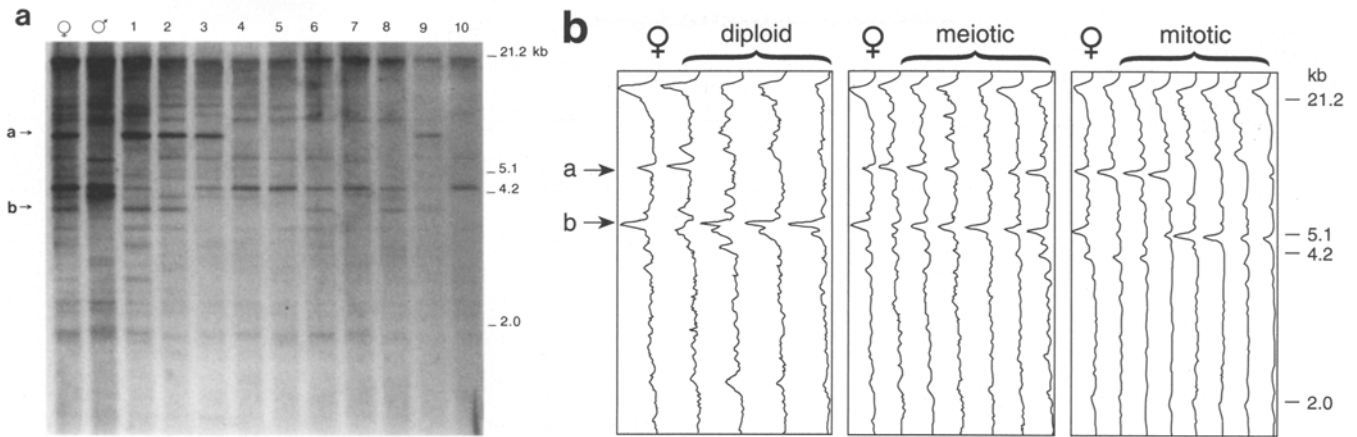 a
♀ ♂ 1 2 3 4 5 6 7 8 9 10
21.2 kb
a→
5.1
4.2
b→
2.0
b
♀ diploid ♀ meiotic ♀ mitotic
kb
21.2
a
b
5.1
4.2
2.0